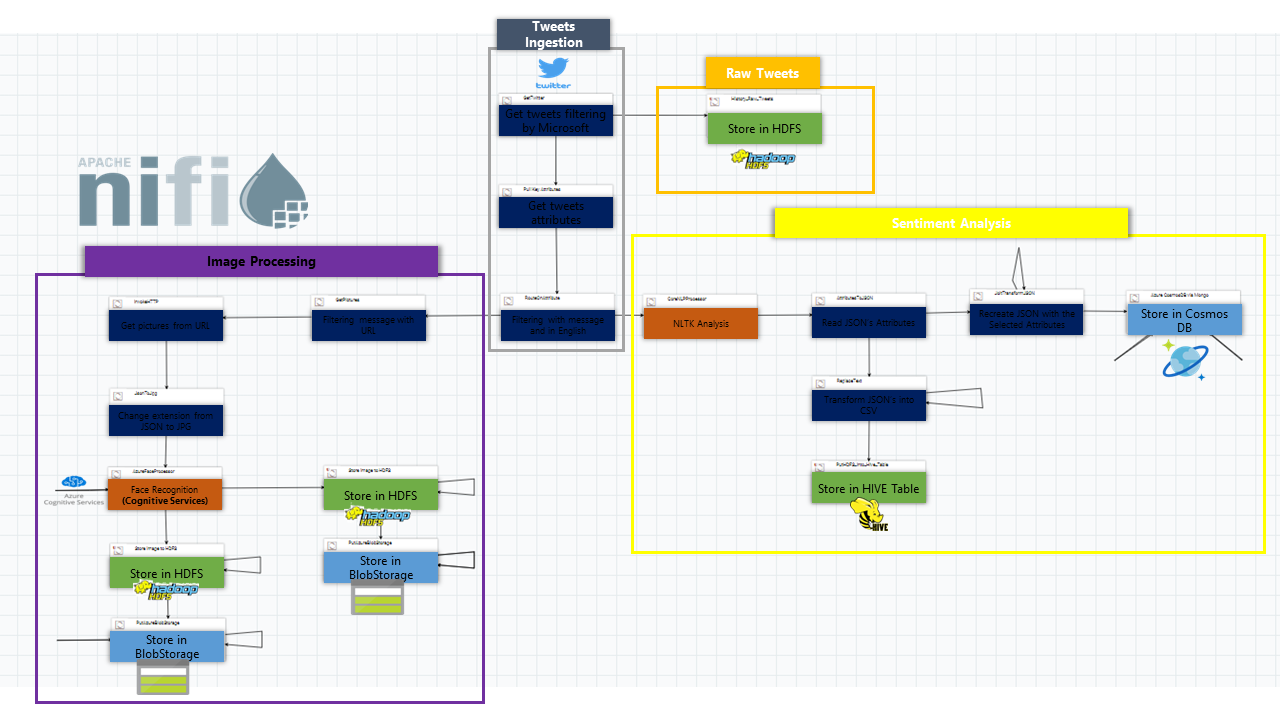 Tweets
Ingestion
twitter
GetTwitter
Get tweets filtering
by Microsoft
Raw Tweets
Store in HDFS
hadoop
HDFS
APACHE
nifi
Pull Key Attributes
Get tweets
attributes
Sentiment Analysis
Image Processing
InvokeHTTP
Get pictures from URL
GetPictures
Filtering message with
URL
RouteOnAttribute
Filtering with message
and in English
CoreNLPProcessor
NLTK Analysis
AttributesToJSON
Read JSON's Attributes
JoltTransformJSON
Recreate JSON with the
Selected Attributes
Azure CosmosDB via Mongo
Store in Cosmos
DB
ReplaceText
Transform JSON's into
CSV
Store in HIVE Table
HIVE
JsonToJpg
Change extension from
JSON to JPG
Azure
Cognitive Services
AzureFaceProcessor
Face Recognition
(Cognitive Services)
Store Image to HDFS
Store in HDFS
hadoop
HDFS
PutAzureBlobStorage
Store in
BlobStorage
Store Image to HDFS
Store in HDFS
hadoop
HDFS
PutAzureBlobStorage
Store in
BlobStorage